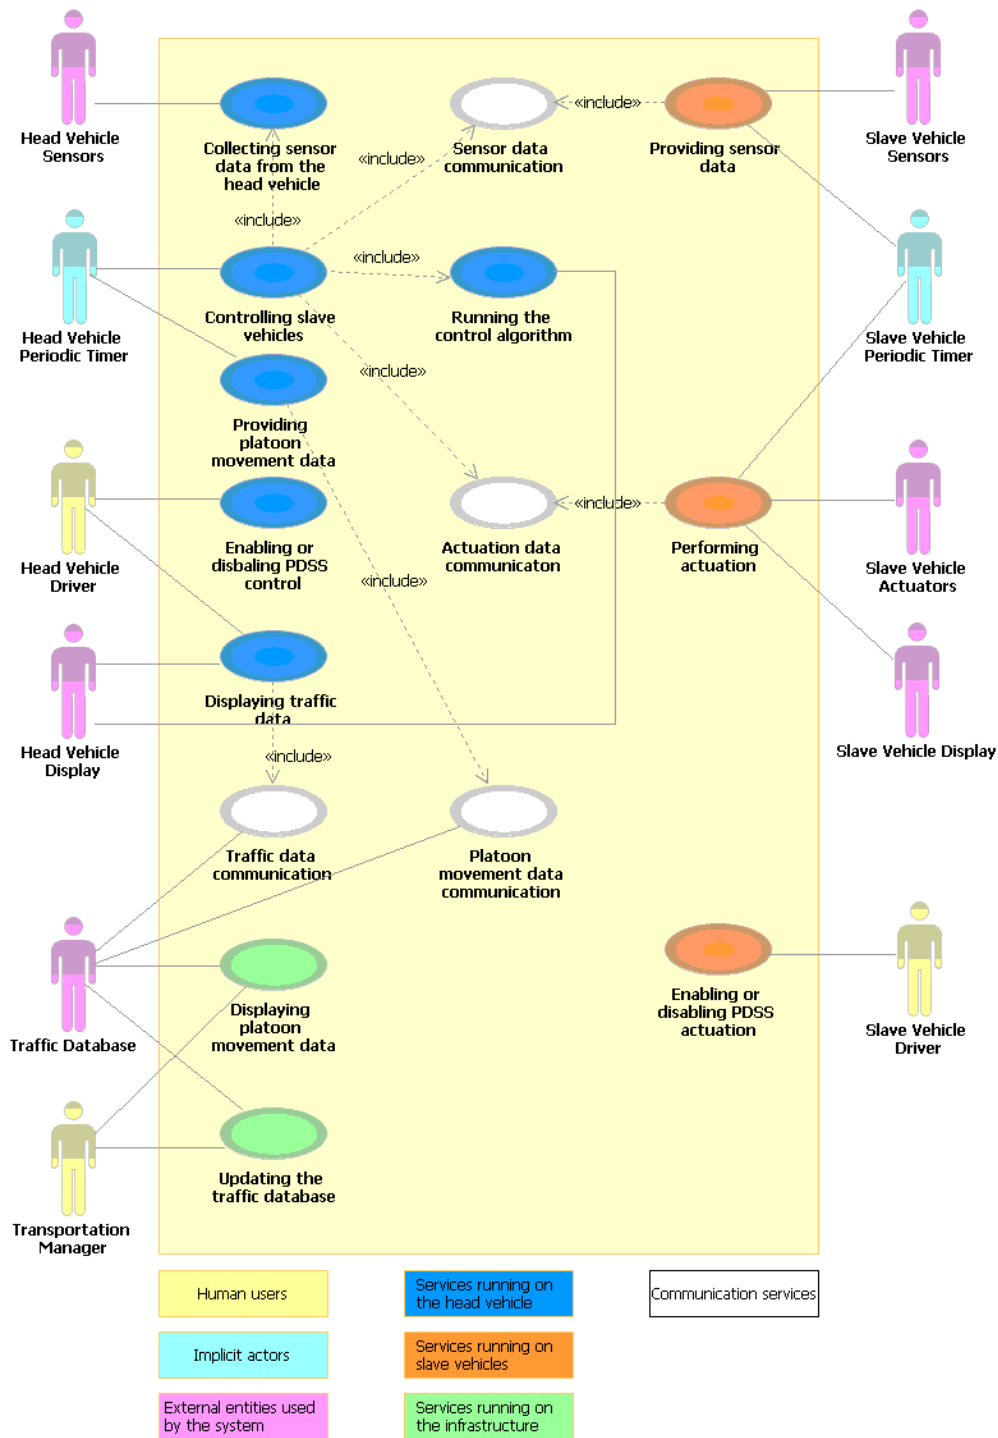 Head Vehicle
Sensors
Collecting sensor
data from the
head vehicle
«include»
Sensor data
communication
«include»
Providing sensor
data
Slave Vehicle
Sensors
«include»
Head Vehicle
Periodic Timer
Controlling slave
vehicles
«include»
Running the
control algorithm
Slave Vehicle
Periodic Timer
«include»
Providing
platoon
movement data
Head Vehicle
Driver
Enabling or
disbaling PDSS
control
Actuation data
communicaton
«include»
Performing
actuation
Slave Vehicle
Actuators
«include»
Head Vehicle
Display
Displaying traffic
data
«include»
Slave Vehicle Display
Traffic data
communication
Platoon
movement data
communication
Traffic Database
Displaying
platoon
movement data
Enabling or
disabling PDSS
actuation
Slave Vehicle
Driver
Transportation
Manager
Updating the
traffic database
Human users
Services running on
the head vehicle
Communication services
Implicit actors
Services running on
slave vehicles
External entities used
by the system
Services running on
the infrastructure